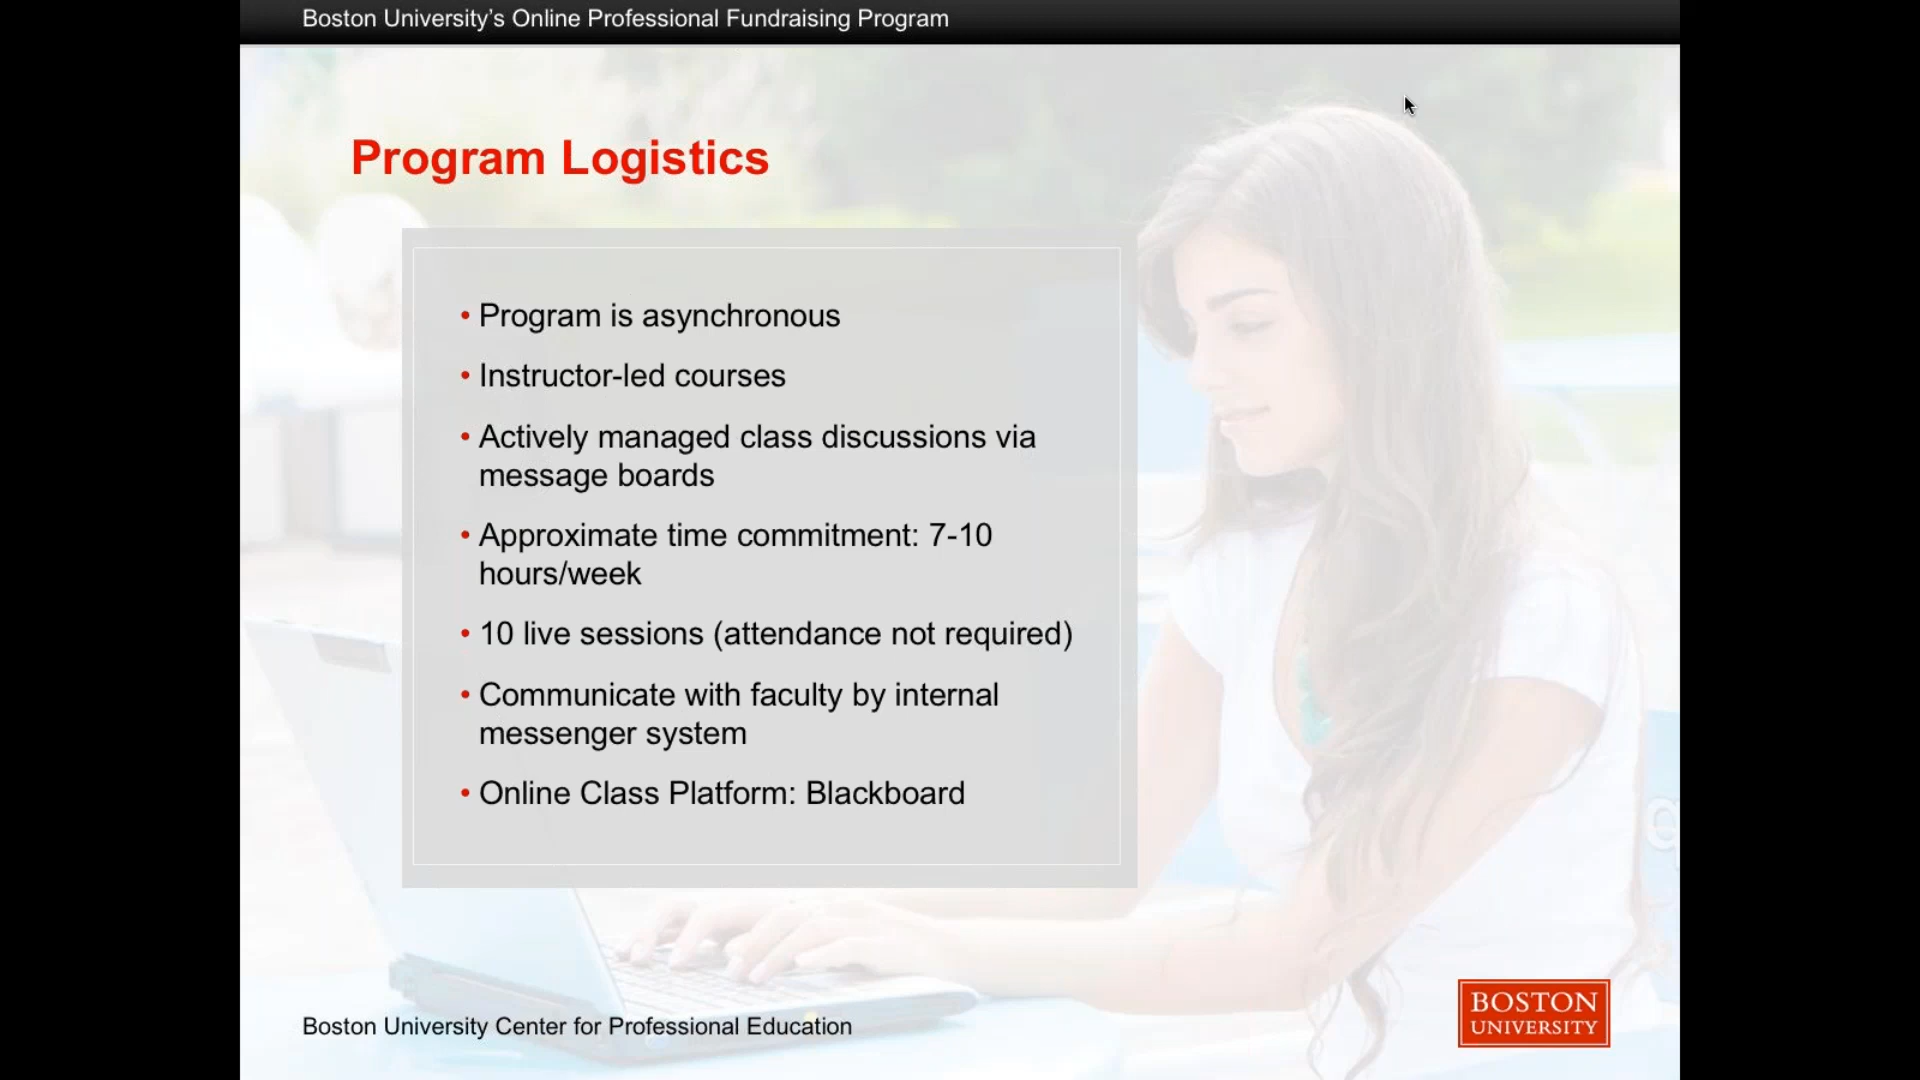 Boston University’s Online Professional Fundraising Program
Program Logistics
• Program is asynchronous
• Instructor-led courses
• Actively managed class discussions via
message boards
• Approximate time commitment: 7-10
hours/week
• 10 live sessions (attendance not required)
• Communicate with faculty by internal
messenger system
• Online Class Platform: Blackboard
Boston University Center for Professional Education
BOSTON
UNIVERSITY